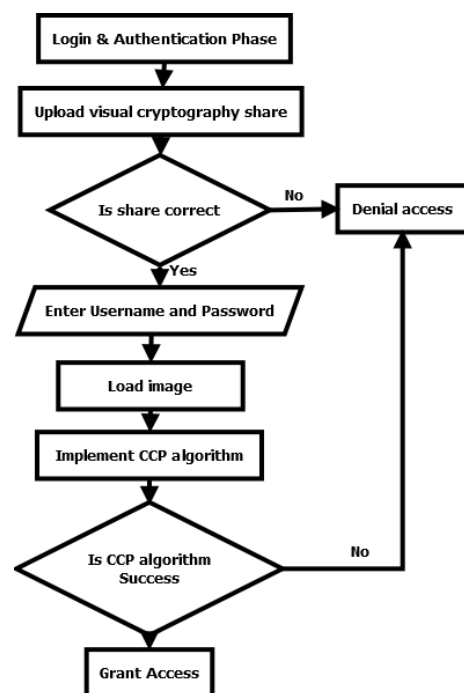 Login & Authentication Phase
Upload visual cryptography share
Is share correct
No
Denial access
Yes
Enter Username and Password
Load image
Implement CCP algorithm
Is CCP algorithm
Success
No
Grant Access